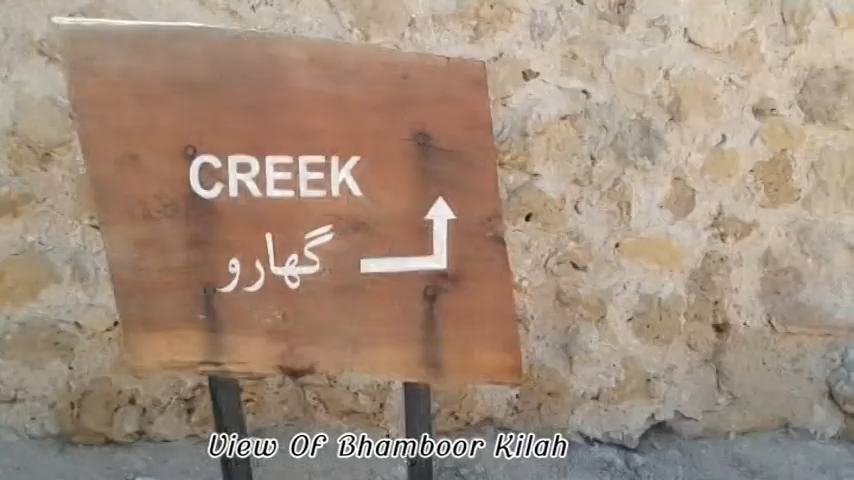 CREEK
گھارو
View Of Bhamboor Kilah